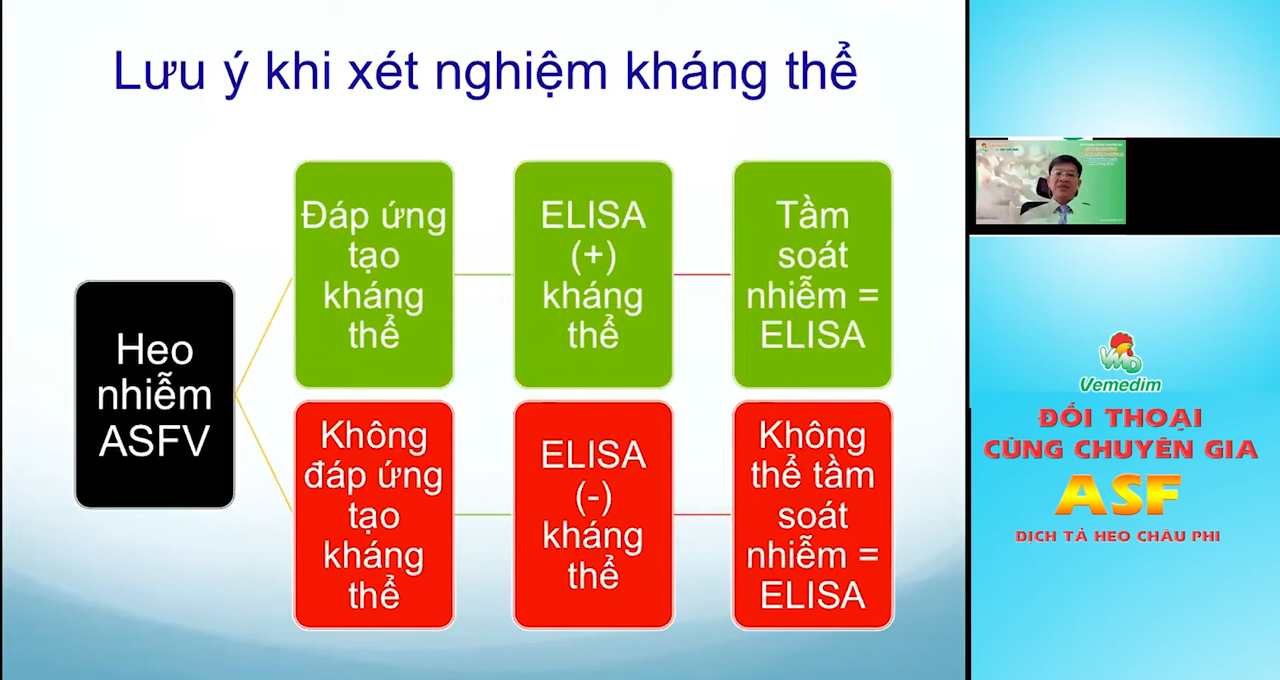 Lưu ý khi xét nghiệm kháng thể
Heo
nhiễm
ASFV
Đáp ứng
tạo
kháng
thể
ELISA
(+)
kháng
thể
Tầm
soát
nhiễm =
ELISA
Không
đáp ứng
tạo
kháng
thể
ELISA
(-)
kháng
thể
Không
thể tầm
soát
nhiễm =
ELISA
VMD
Vemedim
ĐỐI THOẠI
CÙNG CHUYÊN GIA
ASF
DỊCH TẢ HEO CHÂU PHI